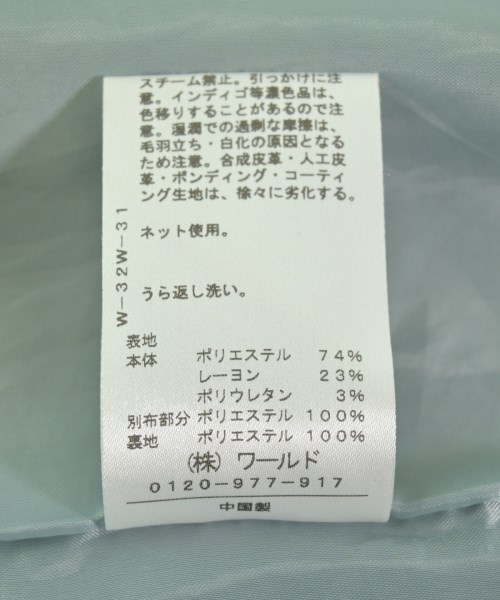 スチーム禁止。引っかけに注
意。インディゴ等濃色品は、
色移りすることがあるので注
意。湿潤での過剰な摩擦は、
毛羽立ち・白化の原因となる
ため注意。合成皮革・人工皮
革・ボンディング・コーティ
ング生地は、徐々に劣化する。
ネット使用。
うら返し洗い。
W-32W-31
表地
本体 ポリエステル 74%
レーヨン 23%
ポリウレタン 3%
別布部分 ポリエステル 100%
裏地 ポリエステル 100%
(株) ワールド
0120-977-917
中国製